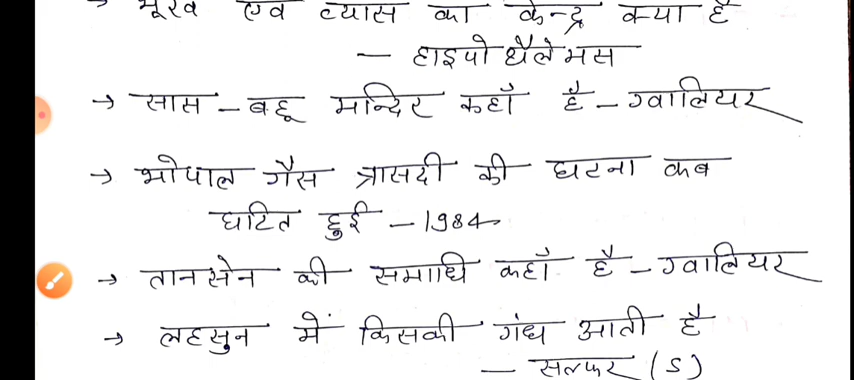 → भूख एवं प्यास का केन्द्र क्या है
— हाइपोथैलेमस
→ सास - बहू मन्दिर कहाँ है - ग्वालियर
→ भोपाल गैस त्रासदी की घटना कब
घटित हुई - 1984
→ तानसेन की समाधि कहाँ है - ग्वालियर
→ लहसुन में किसकी गंध आती है
— सल्फर (S)